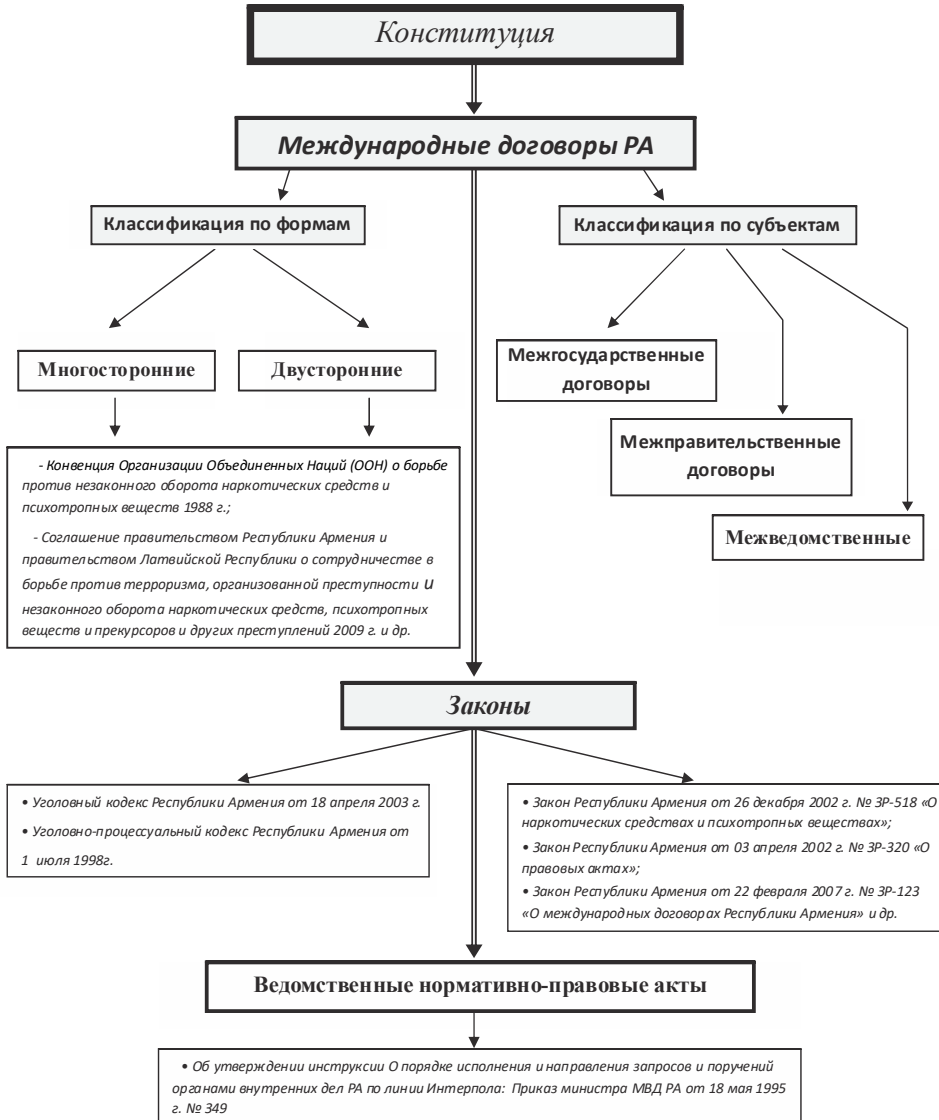 Конституция
Международные договоры РА
Классификация по формам
Классификация по субъектам
Многосторонние
Двусторонние
Межгосударственные
договоры
Межправительственные
договоры
Межведомственные
- Конвенция Организации Объединенных Наций (ООН) о борьбе
против незаконного оборота наркотических средств и
психотропных веществ 1988 г.;
- Соглашение правительством Республики Армения и
правительством Латвийской Республики о сотрудничестве в
борьбе против терроризма, организованной преступности и
незаконного оборота наркотических средств, психотропных
веществ и прекурсоров и других преступлений 2009 г. и др.
Законы
• Уголовный кодекс Республики Армения от 18 апреля 2003 г.
• Уголовно-процессуальный кодекс Республики Армения от
1 июля 1998г.
• Закон Республики Армения от 26 декабря 2002 г. № ЗР-518 «О
наркотических средствах и психотропных веществах»;
• Закон Республики Армения от 03 апреля 2002 г. № ЗР-320 «О
правовых актах»;
• Закон Республики Армения от 22 февраля 2007 г. № ЗР-123
«О международных договорах Республики Армения» и др.
Ведомственные нормативно-правовые акты
• Об утверждении инструкции О порядке исполнения и направления запросов и поручений
органами внутренних дел РА по линии Интерпола: Приказ министра МВД РА от 18 мая 1995
г. № 349